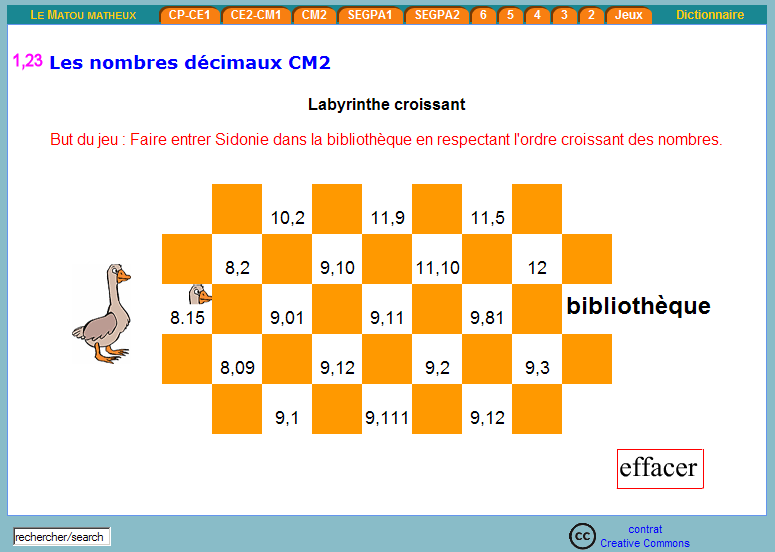 LE MATOU MATHEUX CP-CE1 CE2-CM1 CM2 SEGPA1 SEGPA2 6 5 4 3 2 Jeux Dictionnaire
1,23 Les nombres décimaux CM2
Labyrinthe croissant
But du jeu : Faire entrer Sidonie dans la bibliothèque en respectant l'ordre croissant des nombres.
10,2 11,9 11,5
8,2 9,10 11,10 12
8.15 9,01 9,11 9,81 bibliothèque
8,09 9,12 9,2 9,3
9,1 9,111 9,12
effacer
rechercher/search
cc contrat
Creative Commons